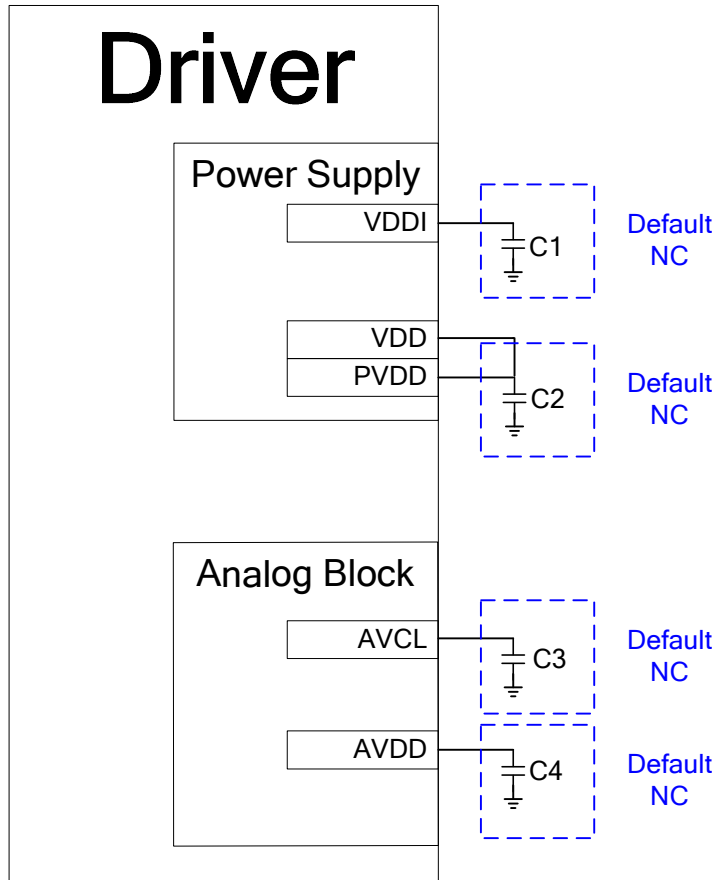 Driver
Power Supply
VDDI
C1
Default
NC
VDD
PVDD
C2
Default
NC
Analog Block
AVCL
C3
Default
NC
AVDD
C4
Default
NC